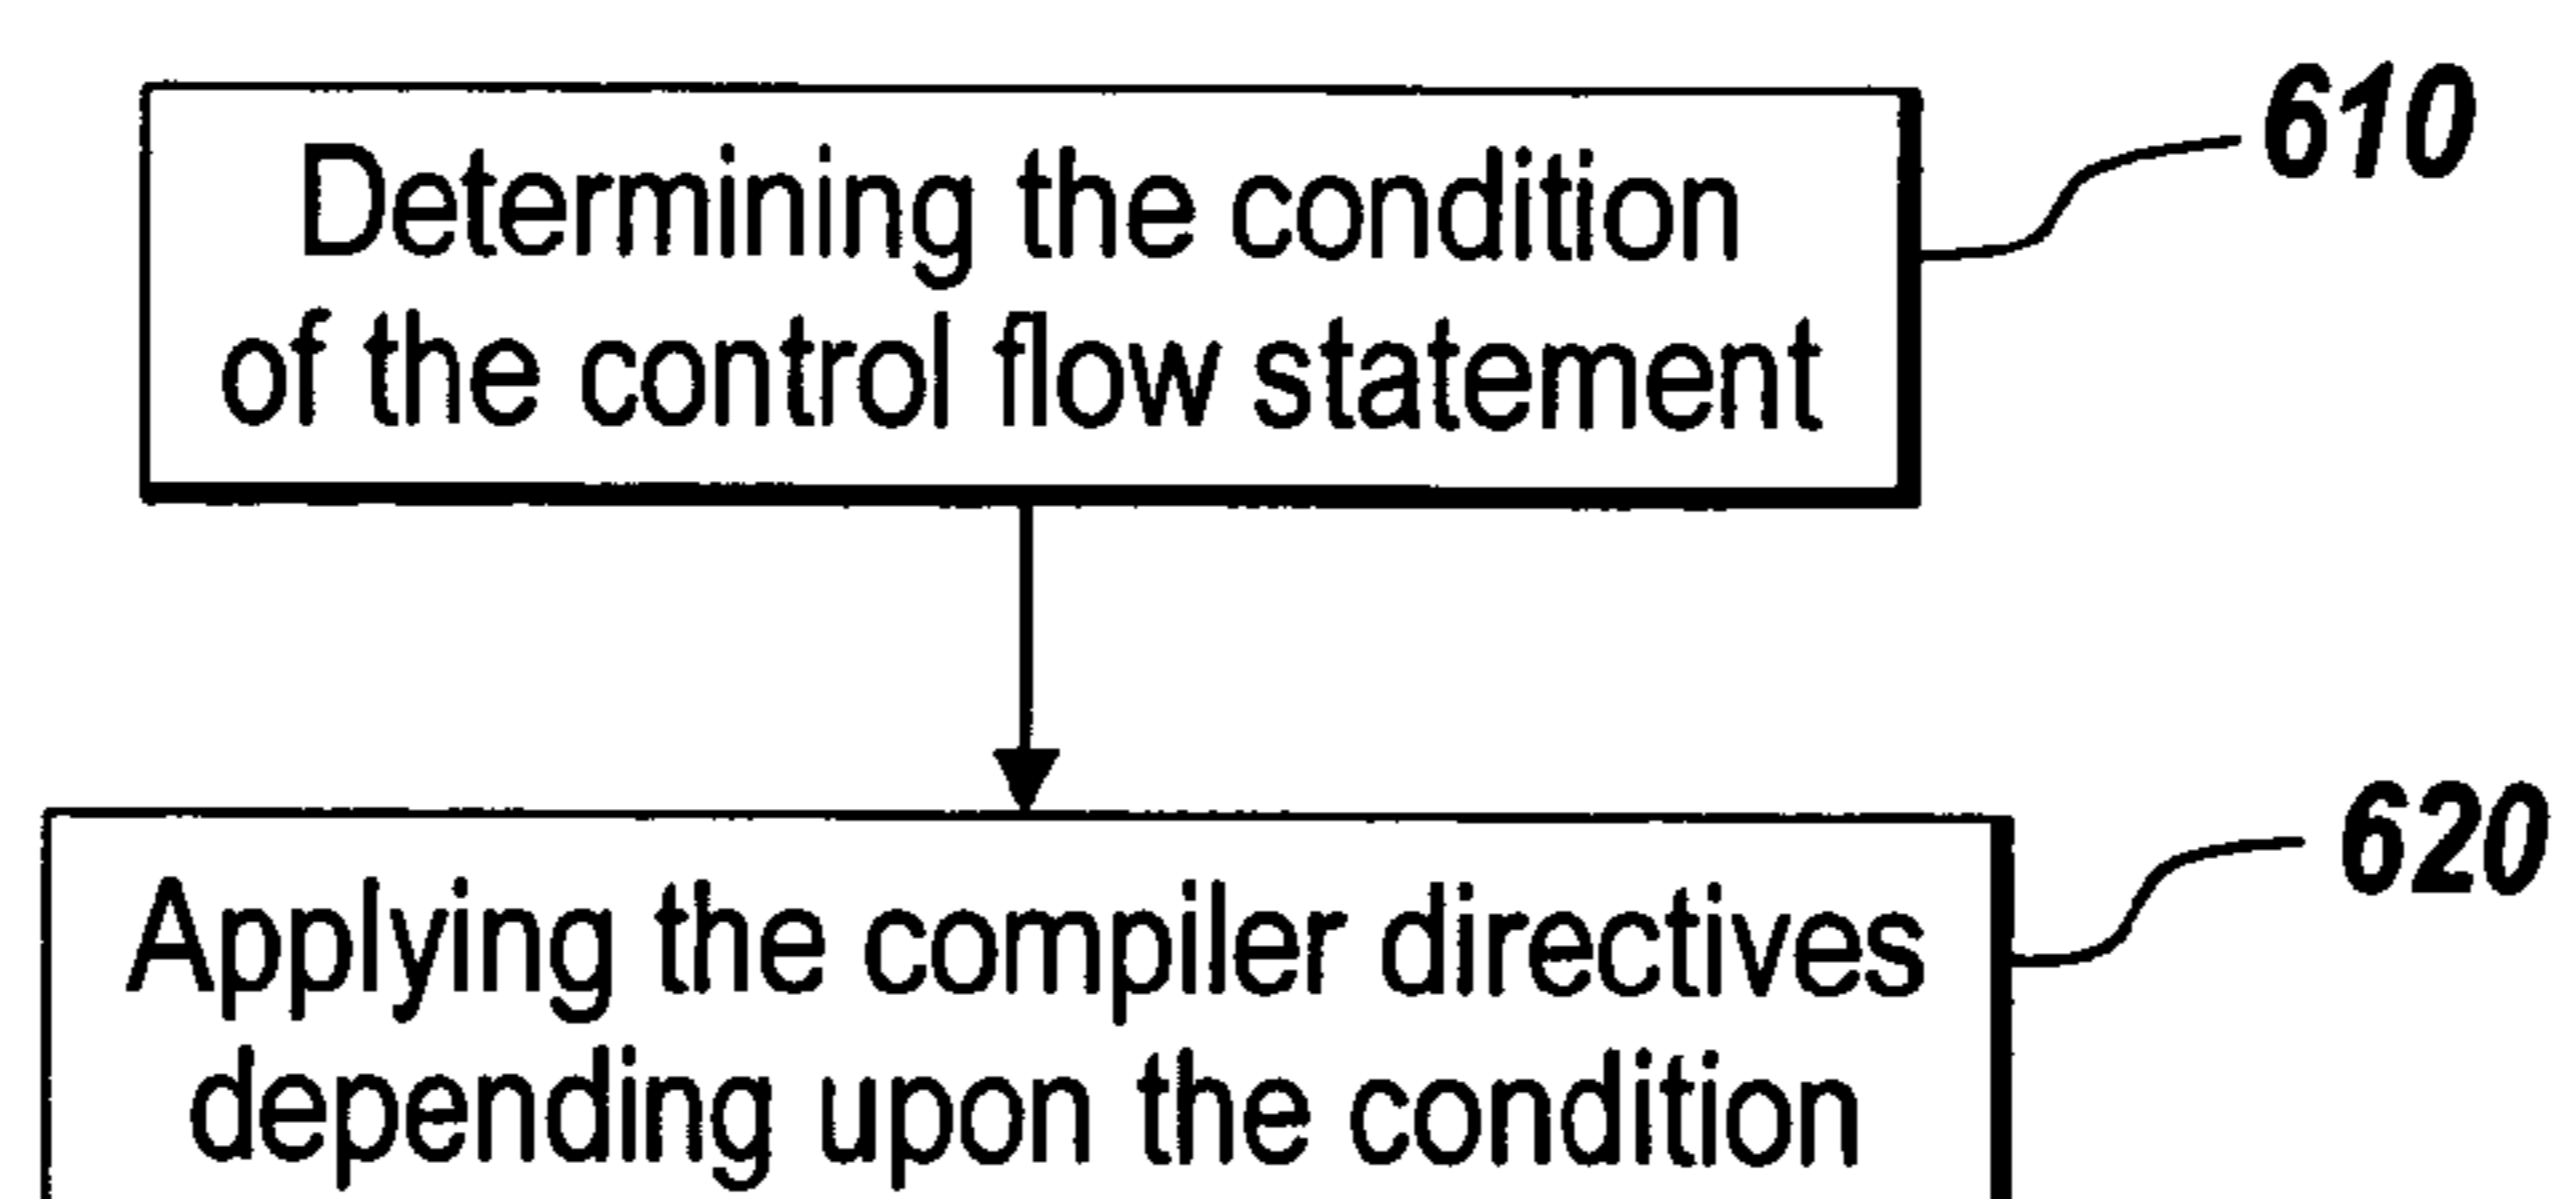 Determining the condition
of the control flow statement
610
Applying the compiler directives
depending upon the condition
620